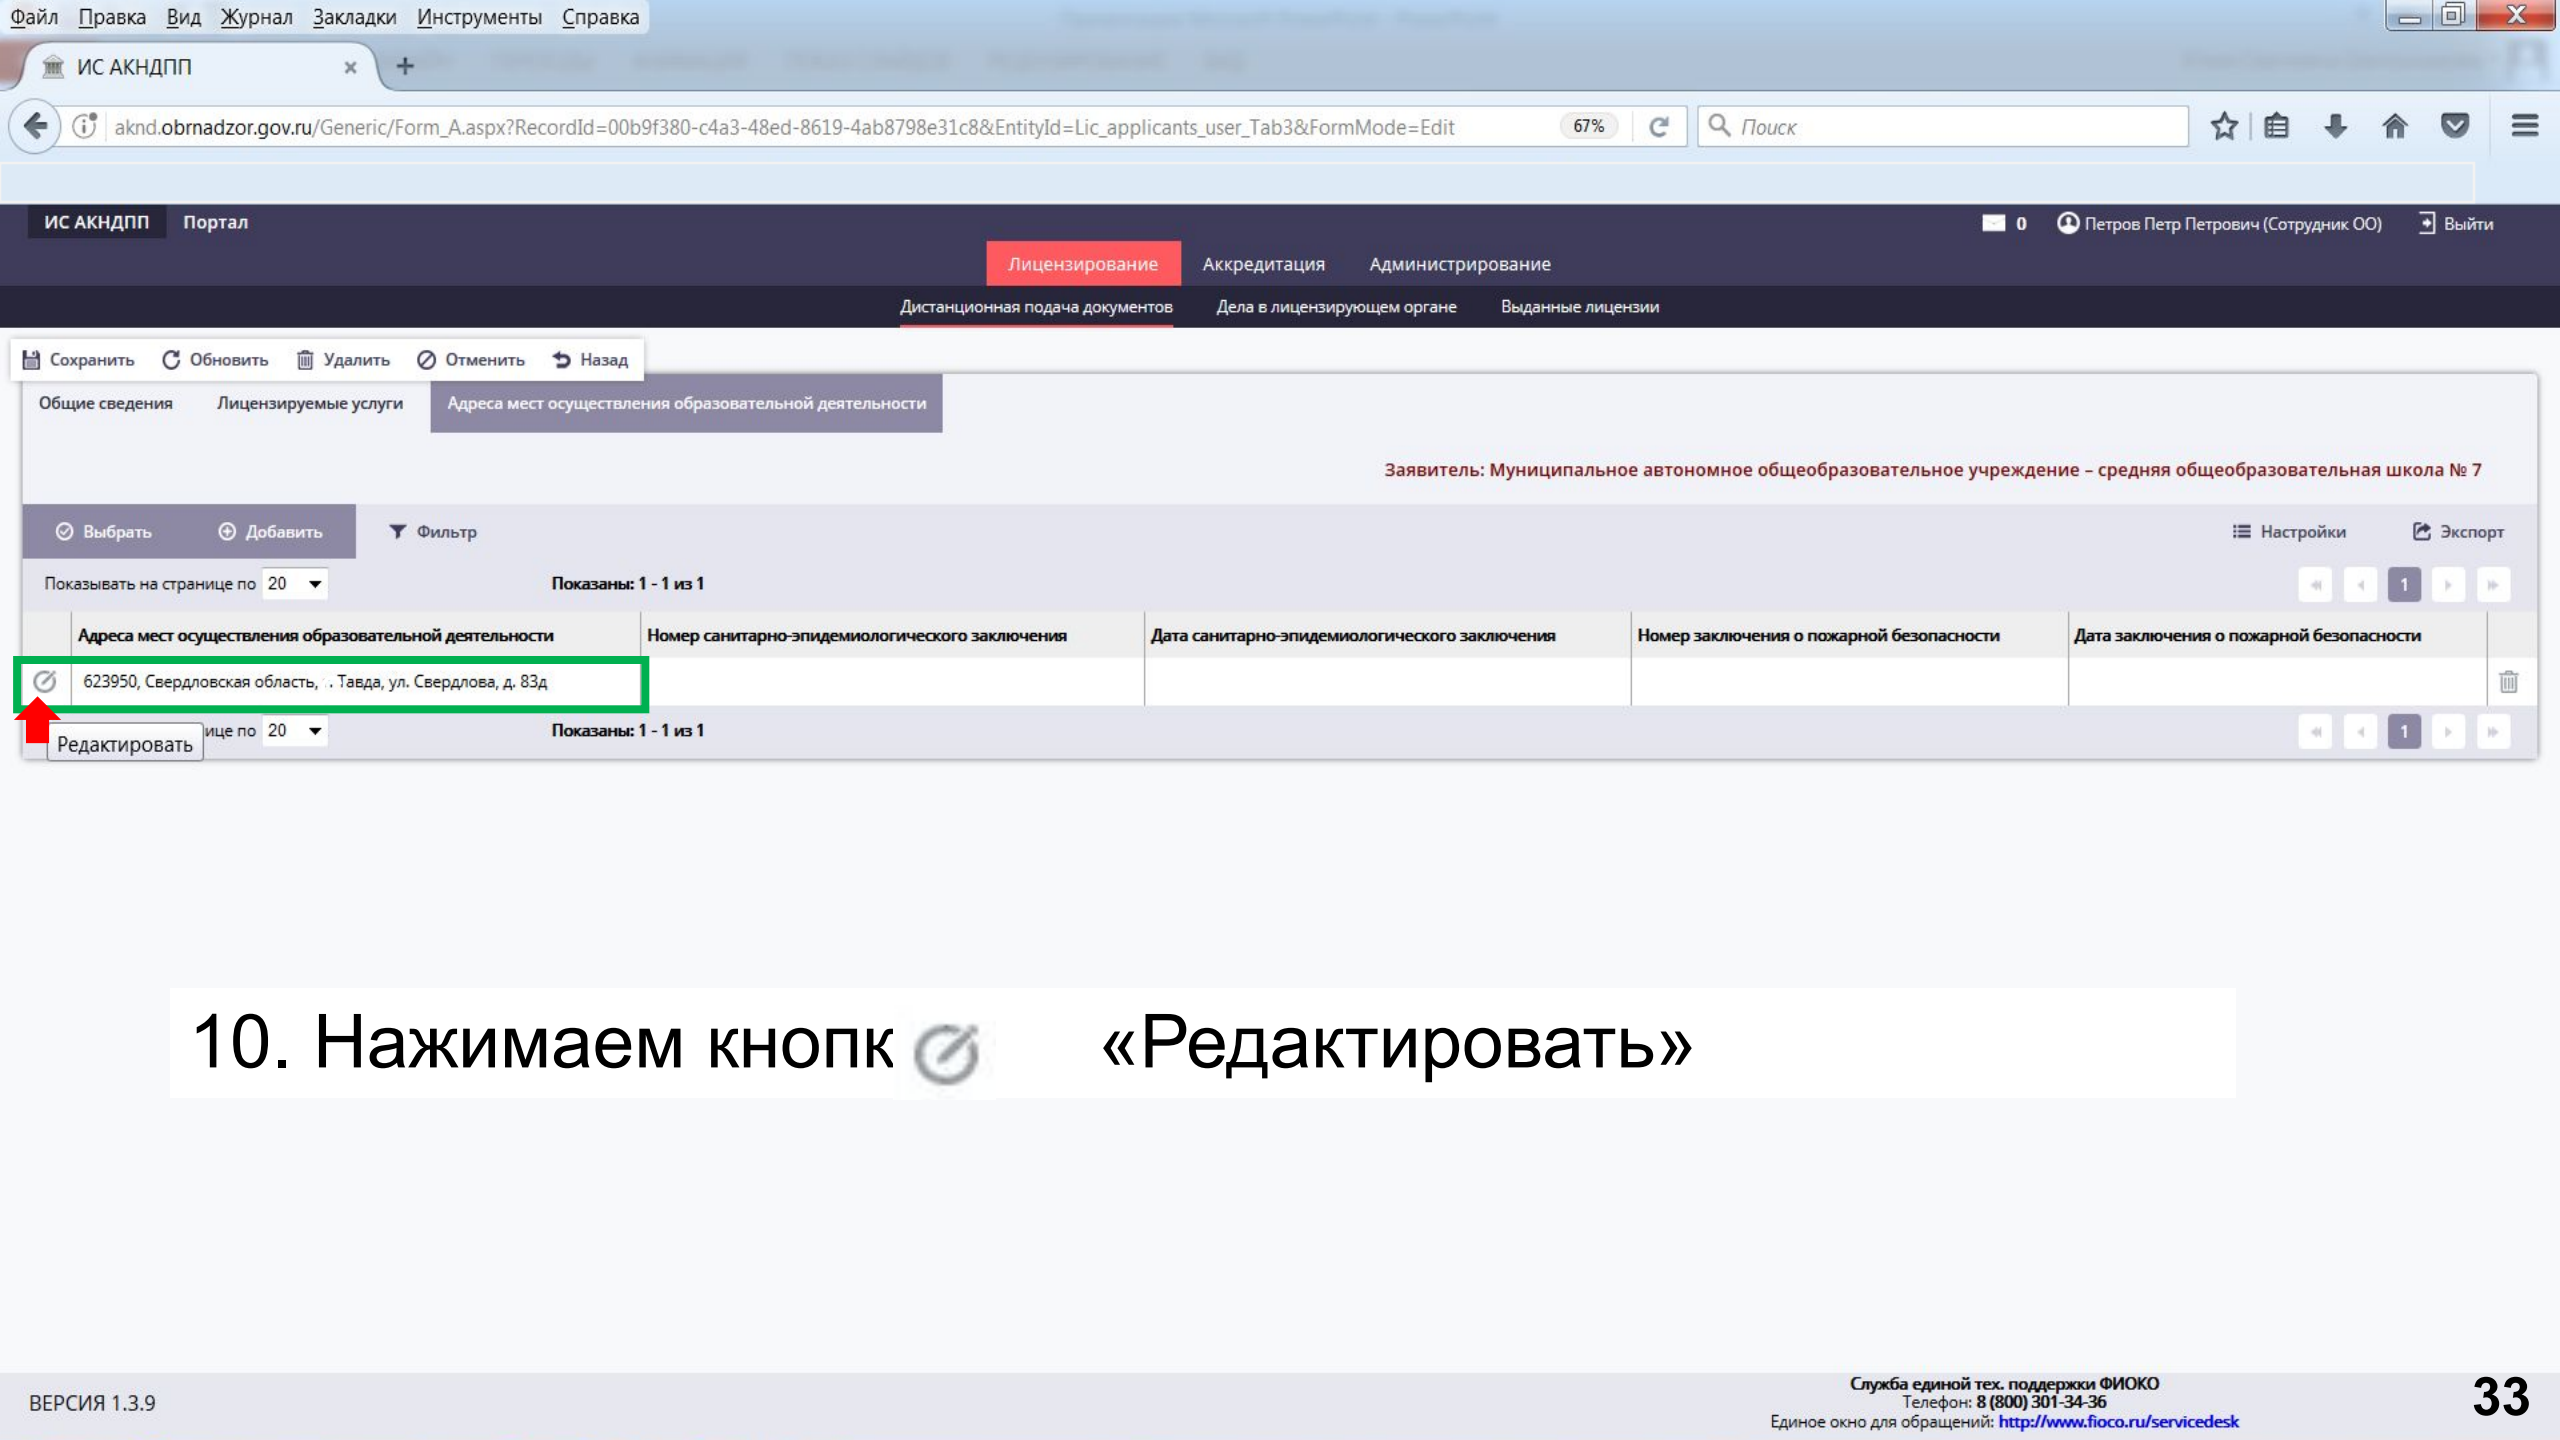 Файл Правка Вид Журнал Закладки Инструменты Справка
ИС АКНДПП
aknd.obrnadzor.gov.ru/Generic/Form_A.aspx?RecordId=00b9f380-c4a3-48ed-8619-4ab8798e31c8&EntityId=Lic_applicants_user_Tab3&FormMode=Edit 67% Поиск
ИС АКНДПП Портал 0 Петров Петр Петрович (Сотрудник ОО) Выйти
Лицензирование Аккредитация Администрирование
Дистанционная подача документов Дела в лицензирующем органе Выданные лицензии
Сохранить Обновить Удалить Отменить Назад
Общие сведения Лицензируемые услуги Адреса мест осуществления образовательной деятельности
Заявитель: Муниципальное автономное общеобразовательное учреждение – средняя общеобразовательная школа № 7
Выбрать Добавить Фильтр Настройки Экспорт
Показывать на странице по 20 Показаны: 1 - 1 из 1 1
Адреса мест осуществления образовательной деятельности Номер санитарно-эпидемиологического заключения Дата санитарно-эпидемиологического заключения Номер заключения о пожарной безопасности Дата заключения о пожарной безопасности
623950, Свердловская область, . Тавда, ул. Свердлова, д. 83д
Редактировать ице по 20 Показаны: 1 - 1 из 1 1
10. Нажимаем кнопк «Редактировать»
ВЕРСИЯ 1.3.9
Служба единой тех. поддержки ФИОКО
Телефон: 8 (800) 301-34-36
Единое окно для обращений: http://www.fioco.ru/servicedesk
33